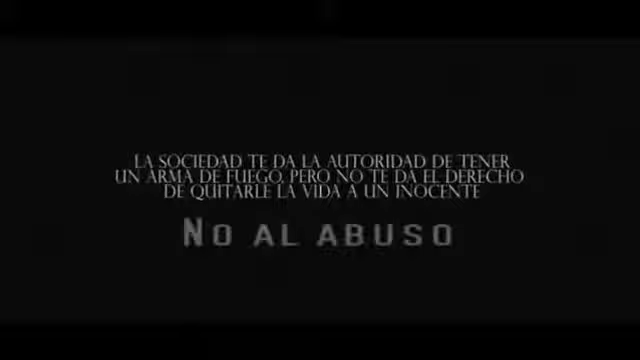 LA SOCIEDAD TE DA LA AUTORIDAD DE TENER
UN ARMA DE FUEGO, PERO NO TE DA EL DERECHO
DE QUITARLE LA VIDA A UN INOCENTE
NO AL ABUSO